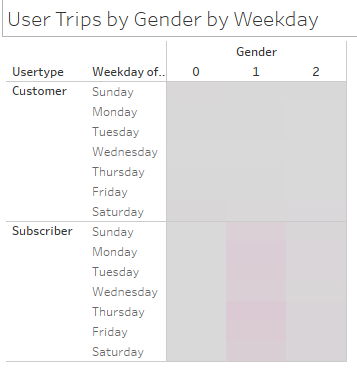 User Trips by Gender by Weekday
Gender
Usertype Weekday of.. 0 1 2
Customer Sunday
Monday
Tuesday
Wednesday
Thursday
Friday
Saturday
Subscriber Sunday
Monday
Tuesday
Wednesday
Thursday
Friday
Saturday